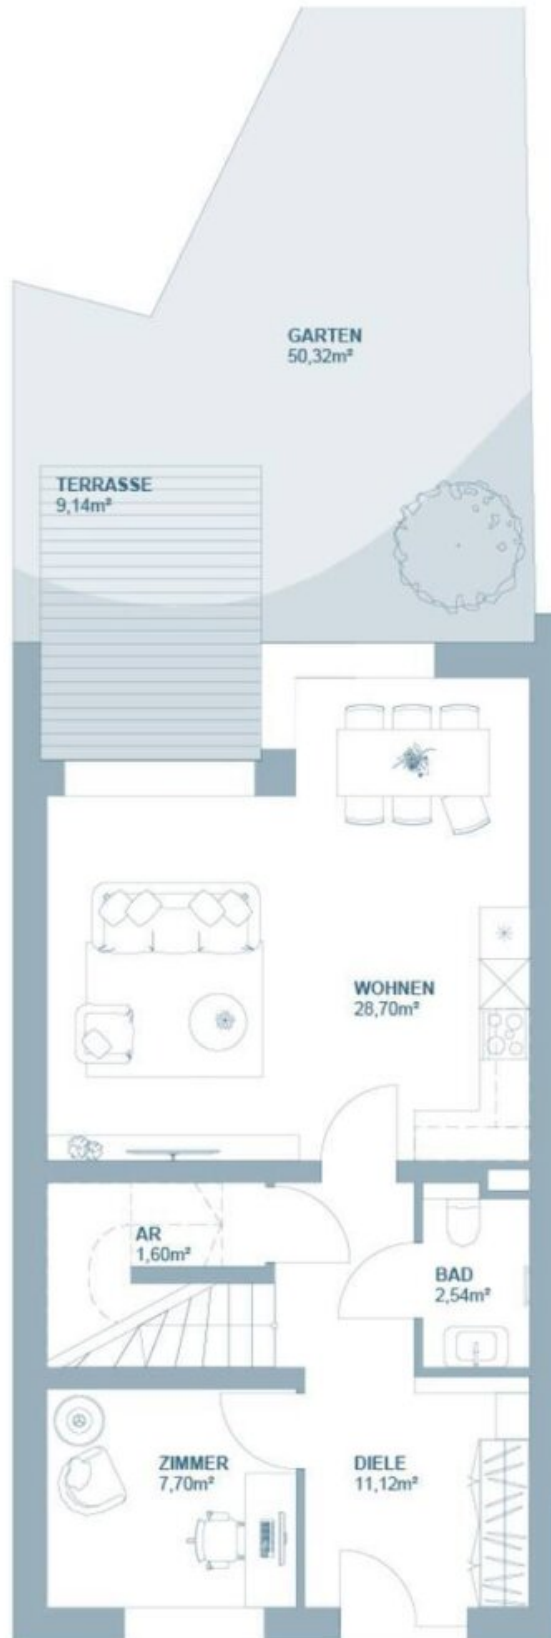 GARTEN
50,32m²
TERRASSE
9,14m²
WOHNEN
28,70m²
AR
1,60m²
BAD
2,54m²
ZIMMER
7,70m²
DIELE
11,12m²